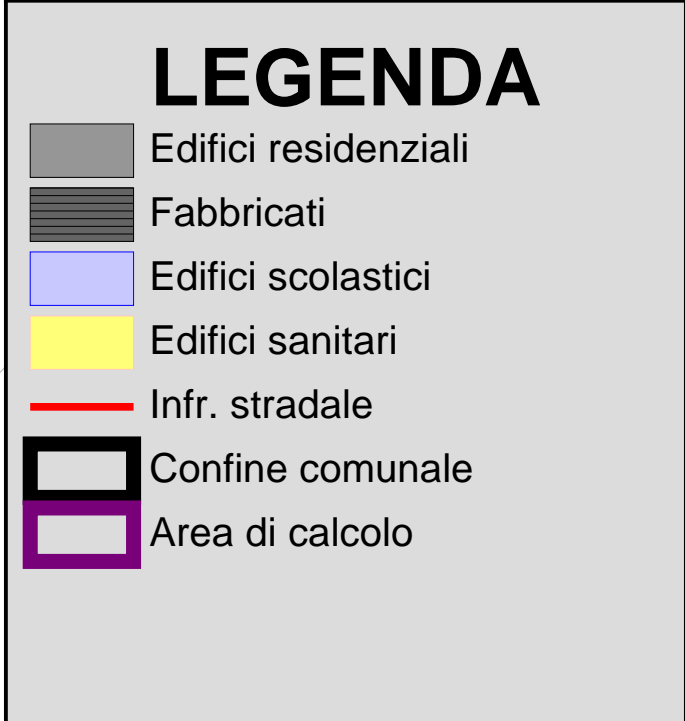 LEGENDA
Edifici residenziali
Fabbricati
Edifici scolastici
Edifici sanitari
Infr. stradale
Confine comunale
Area di calcolo